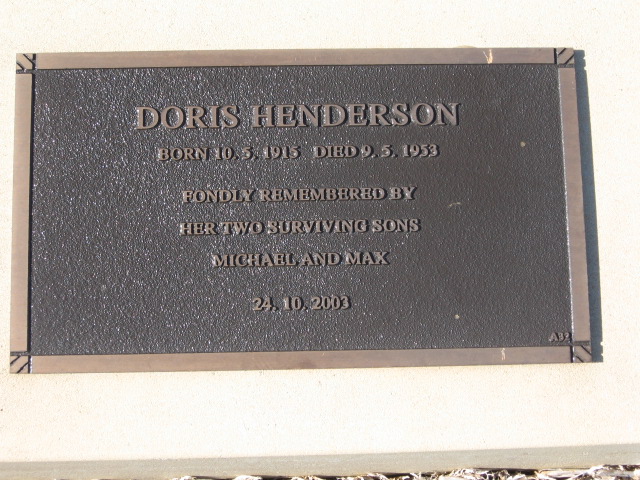 DORIS HENDERSON
BORN 10. 5. 1915 DIED 9. 5. 1953
FONDLY REMEMBERED BY
HER TWO SURVIVING SONS
MICHAEL AND MAX
24. 10. 2003
A32